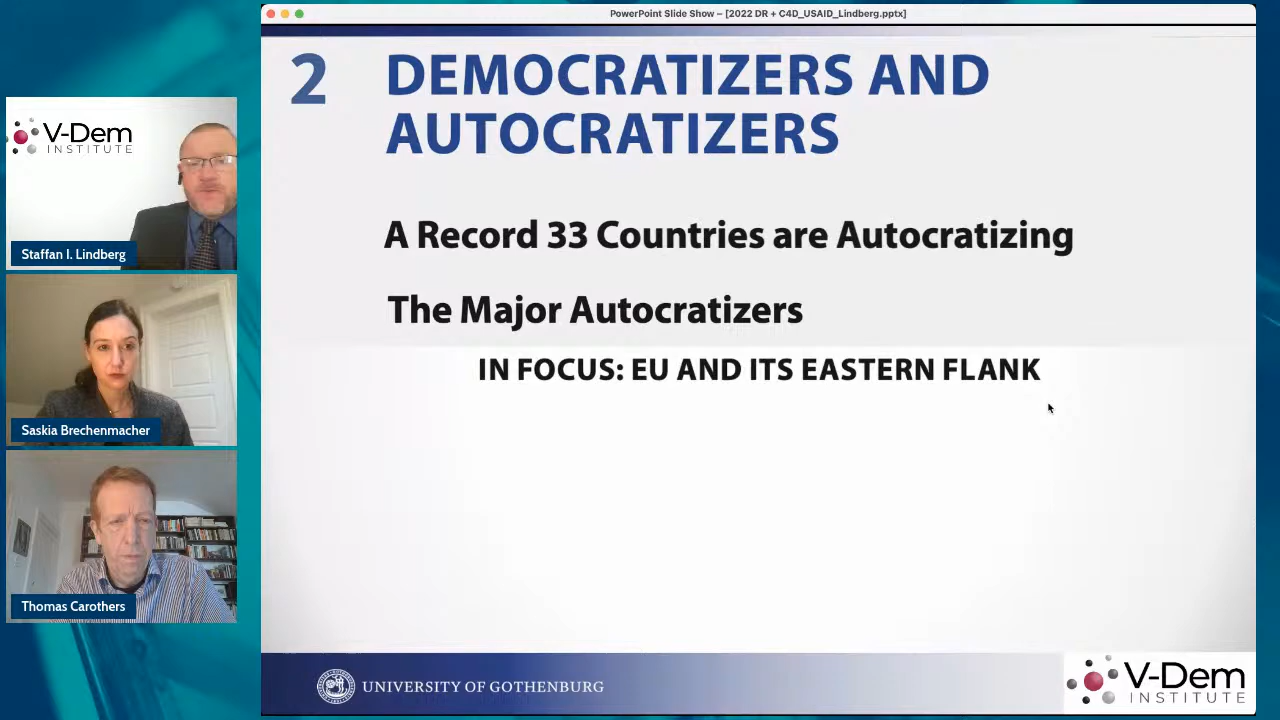 PowerPoint Slide Show – [2022 DR + C4D_USAID_Lindberg.pptx]
2 DEMOCRATIZERS AND
AUTOCRATIZERS
A Record 33 Countries are Autocratizing
The Major Autocratizers
IN FOCUS: EU AND ITS EASTERN FLANK
UNIVERSITY OF GOTHENBURG
V-Dem
INSTITUTE
V-Dem
INSTITUTE
Staffan I. Lindberg
Saskia Brechenmacher
Thomas Carothers